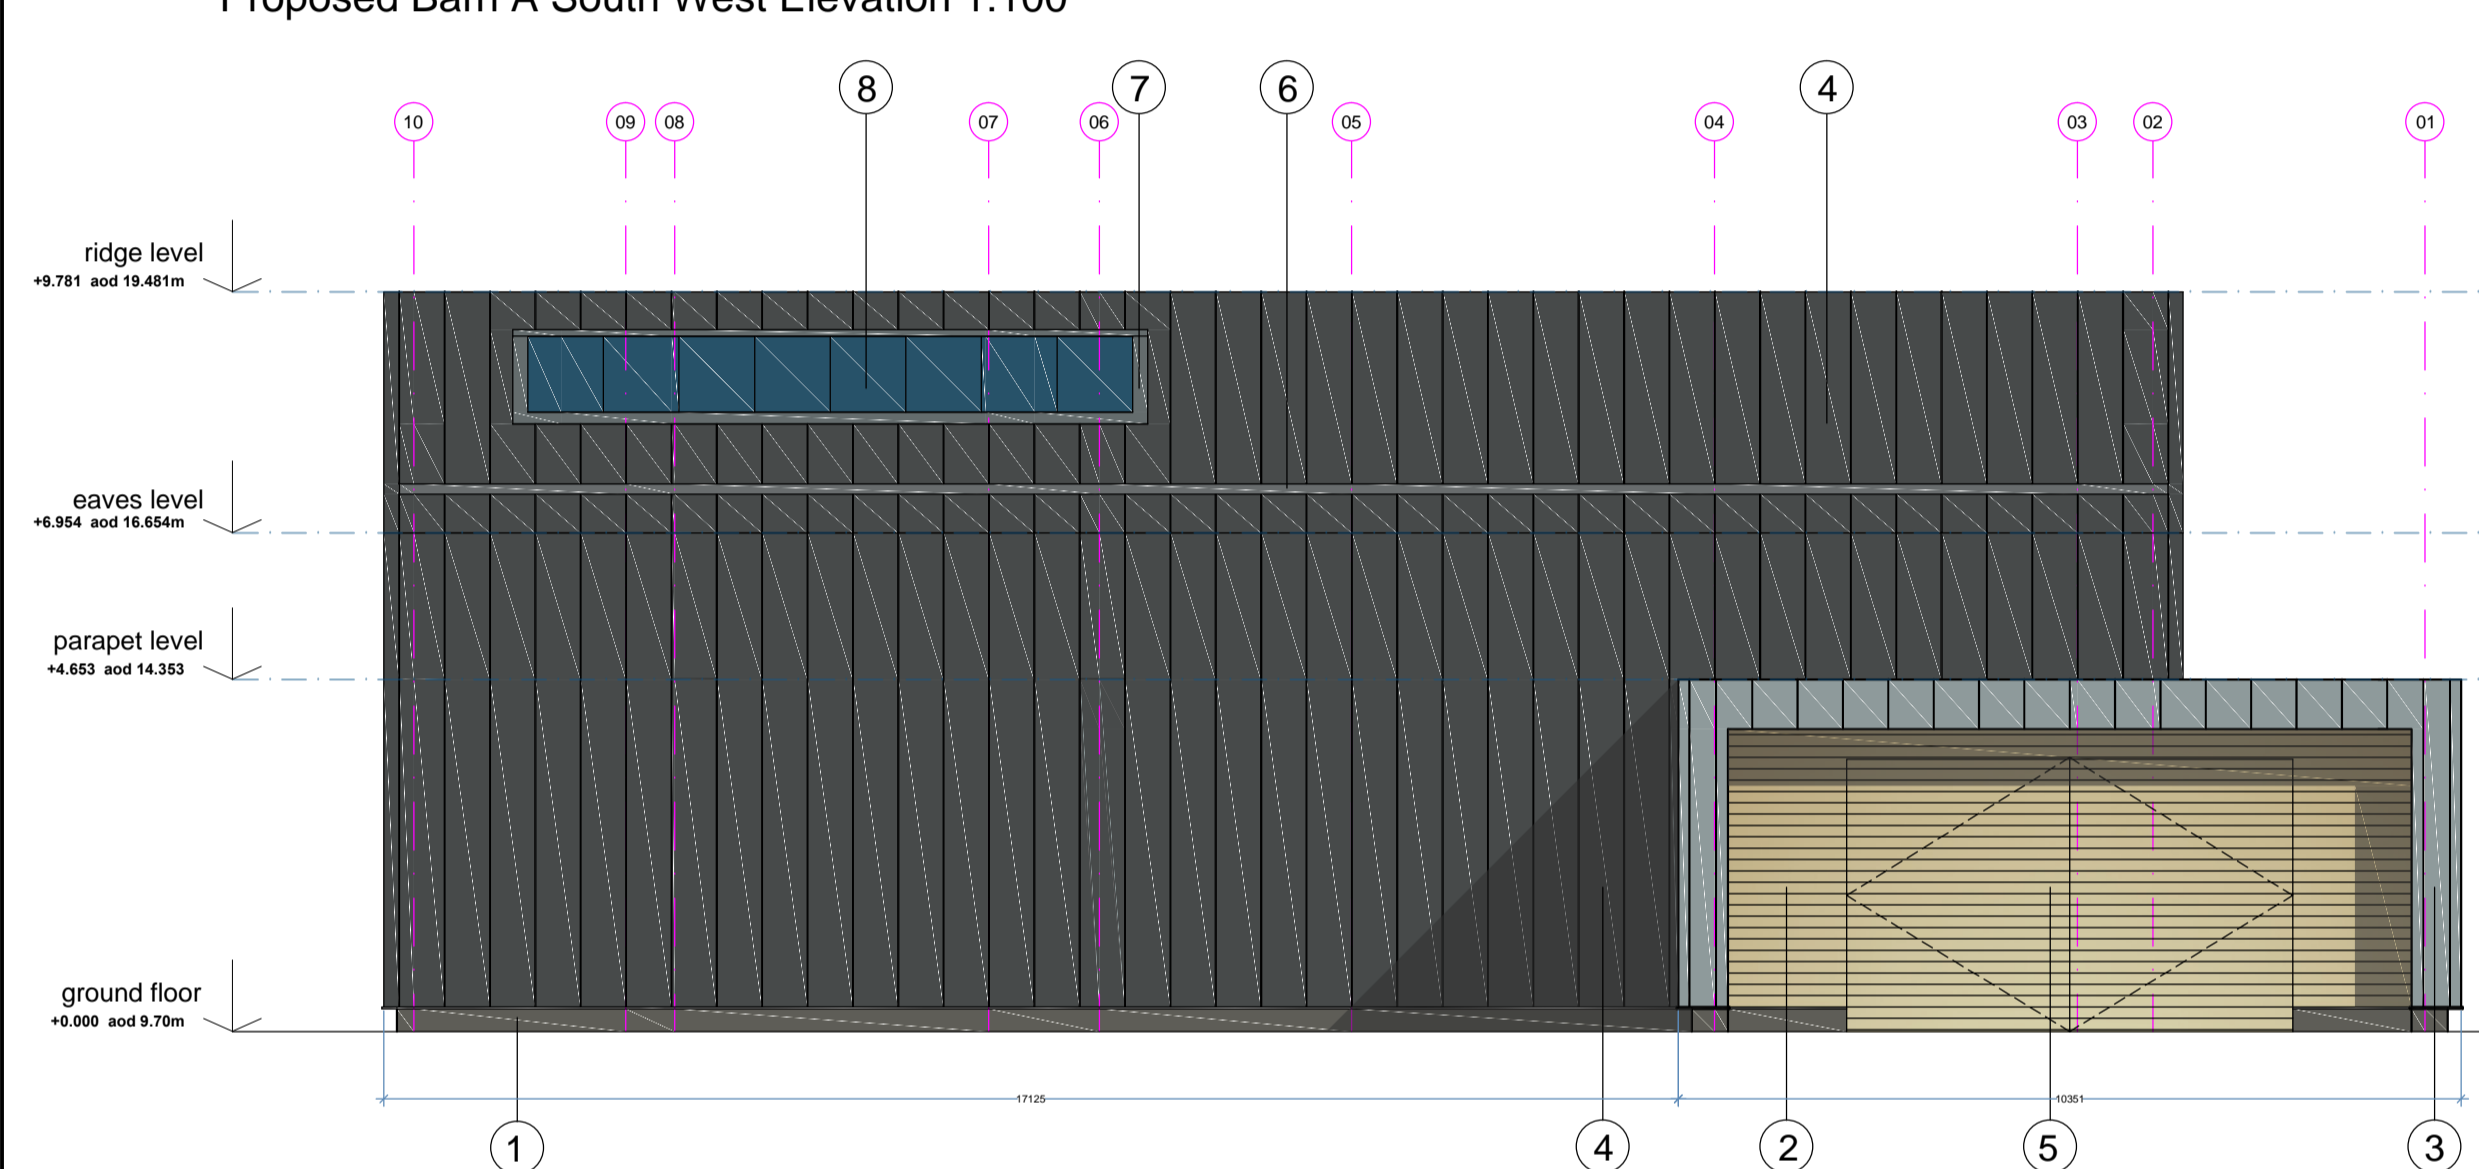 Proposed Barn A South West Elevation 1:100
8 7 6 4
10 09 08 07 06 05 04 03 02 01
ridge level
+9.781 aod 19.481m
eaves level
+6.954 aod 16.654m
parapet level
+4.653 aod 14.353
ground floor
+0.000 aod 9.70m
17125 10351
1 4 2 5 3